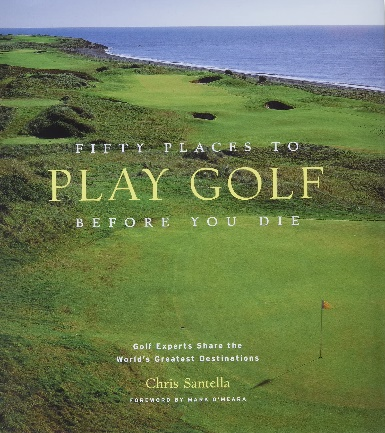 FIFTY PLACES TO
PLAY GOLF
BEFORE YOU DIE
Golf Experts Share the
World's Greatest Destinations
Chris Santella
FOREWORD BY MARK O'MEARA